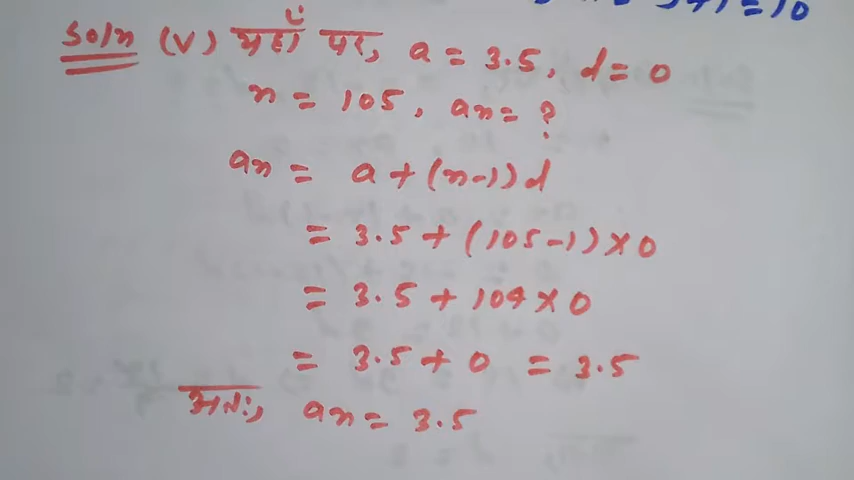 Soln (V) यहाँ पर, a = 3.5, d = 0
n = 105, an = ?
an = a + (n-1)d
= 3.5 + (105-1) × 0
= 3.5 + 104 × 0
= 3.5 + 0 = 3.5
अतः, an = 3.5